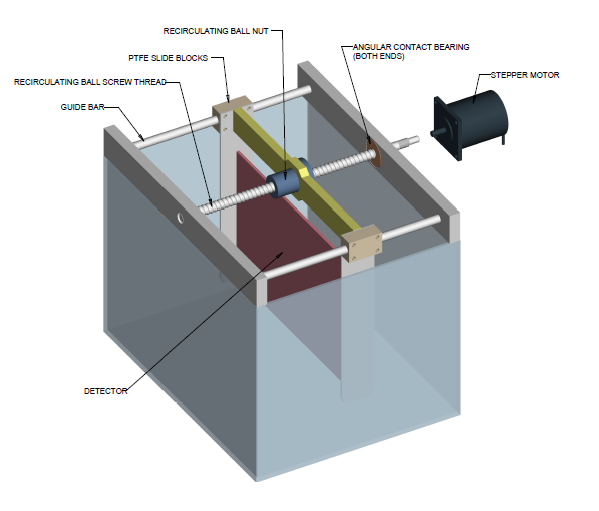 RECIRCULATING BALL NUT
ANGULAR CONTACT BEARING
(BOTH ENDS)
PTFE SLIDE BLOCKS
STEPPER MOTOR
RECIRCULATING BALL SCREW THREAD
GUIDE BAR
DETECTOR